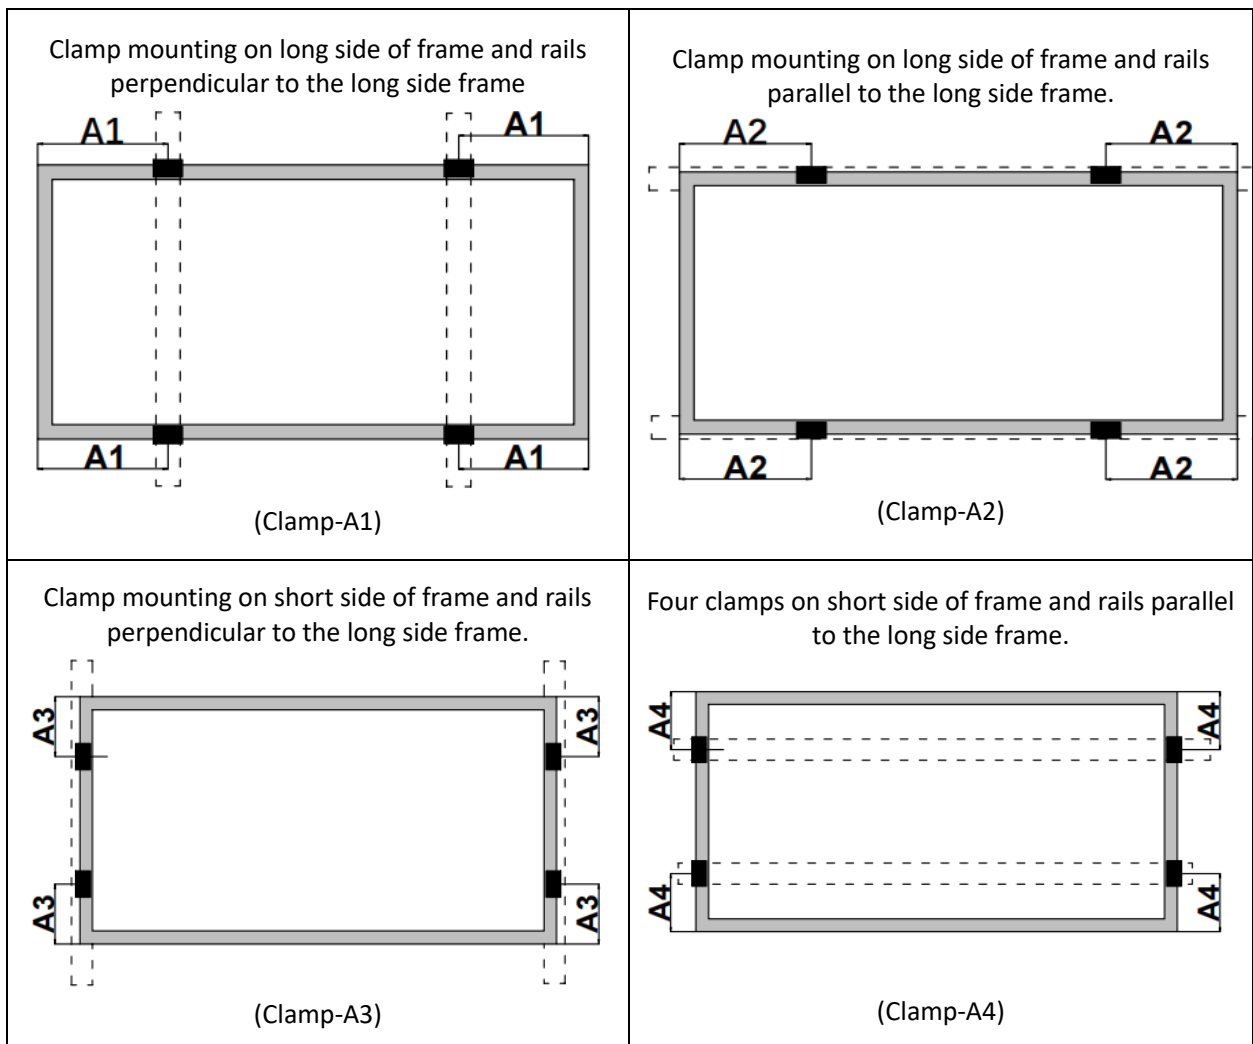 Clamp mounting on long side of frame and rails
perpendicular to the long side frame
A1
A1
A1
A1
(Clamp-A1)
Clamp mounting on long side of frame and rails
parallel to the long side frame.
A2
A2
A2
A2
(Clamp-A2)
Clamp mounting on short side of frame and rails
perpendicular to the long side frame.
A3
A3
A3
A3
(Clamp-A3)
Four clamps on short side of frame and rails parallel
to the long side frame.
A4
A4
A4
A4
(Clamp-A4)